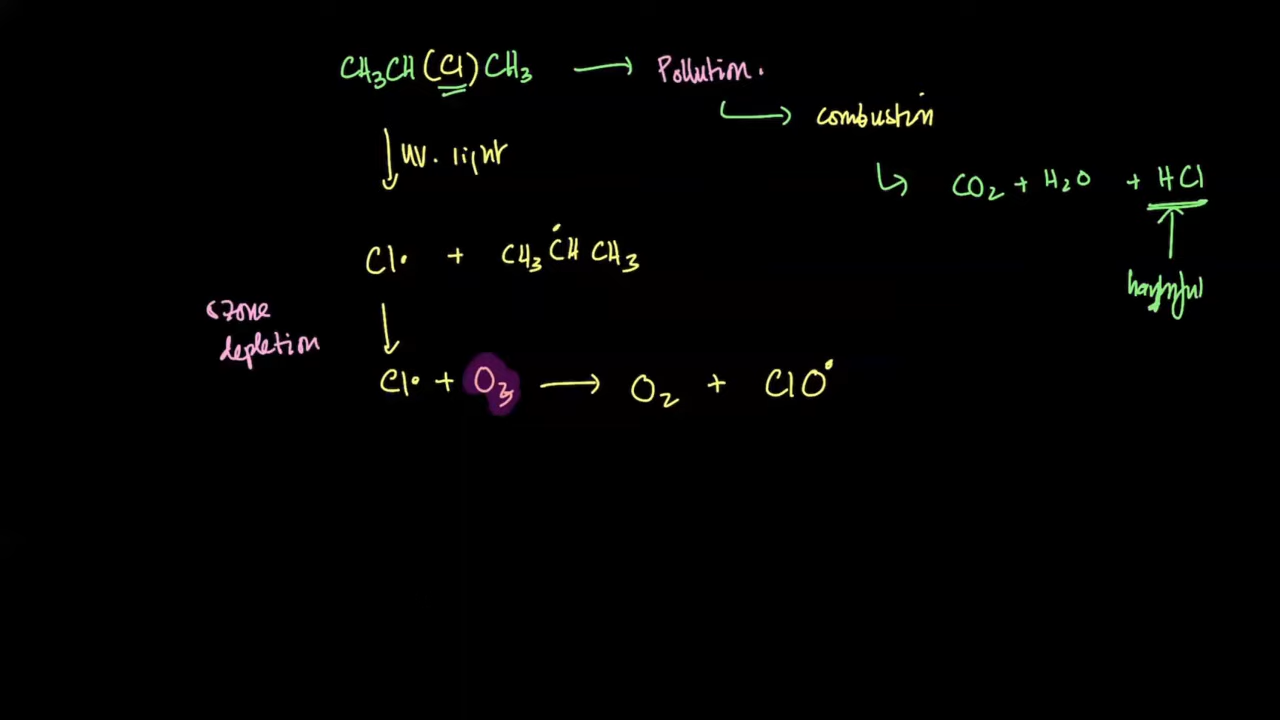 CH3CH(Cl)CH3 → Pollution.
↳ combustin
↓ UV. light
↳ CO2 + H2O + HCl
Cl• + CH3ĊHCH3
harmful
Ozone
depletion
Cl• + O3 → O2 + ClO•